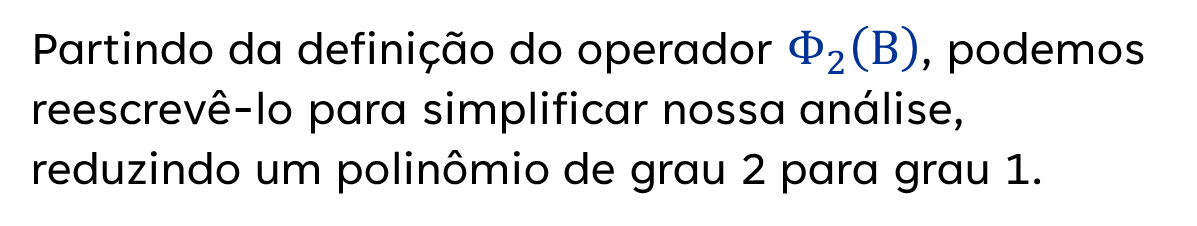 Partindo da definição do operador Φ₂(B), podemos
reescrevê-lo para simplificar nossa análise,
reduzindo um polinômio de grau 2 para grau 1.